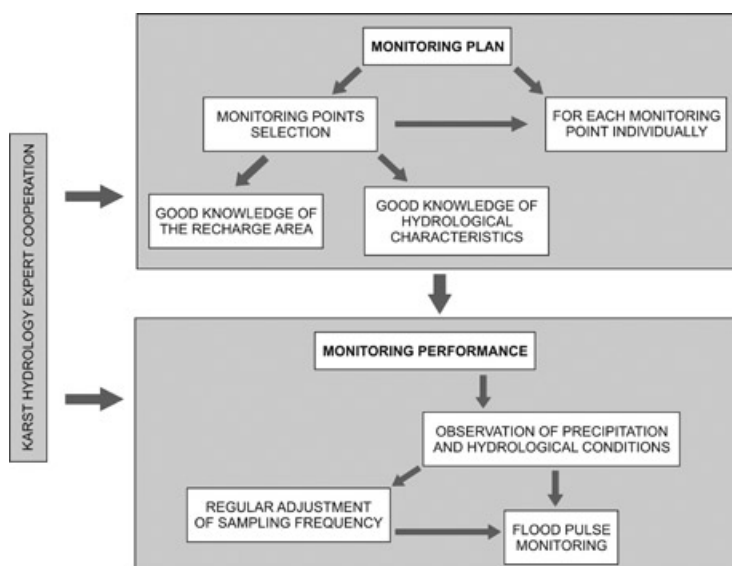 KARST HYDROLOGY EXPERT COOPERATION
MONITORING PLAN
MONITORING POINTS
SELECTION
FOR EACH MONITORING
POINT INDIVIDUALLY
GOOD KNOWLEDGE OF
THE RECHARGE AREA
GOOD KNOWLEDGE OF
HYDROLOGICAL
CHARACTERISTICS
MONITORING PERFORMANCE
OBSERVATION OF PRECIPITATION
AND HYDROLOGICAL CONDITIONS
REGULAR ADJUSTMENT
OF SAMPLING FREQUENCY
FLOOD PULSE
MONITORING